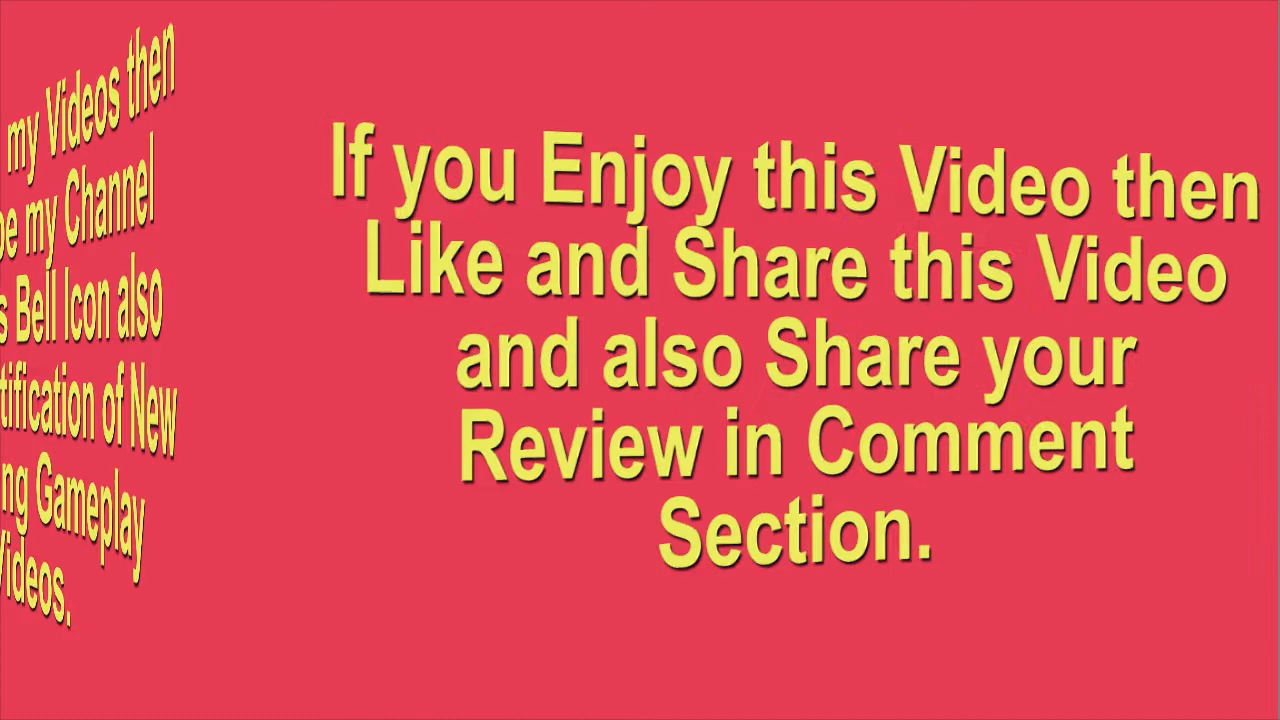 my Videos then
my Channel
Bell Icon also
of New
Gameplay
Videos.
If you Enjoy this Video then
Like and Share this Video
and also Share your
Review in Comment
Section.